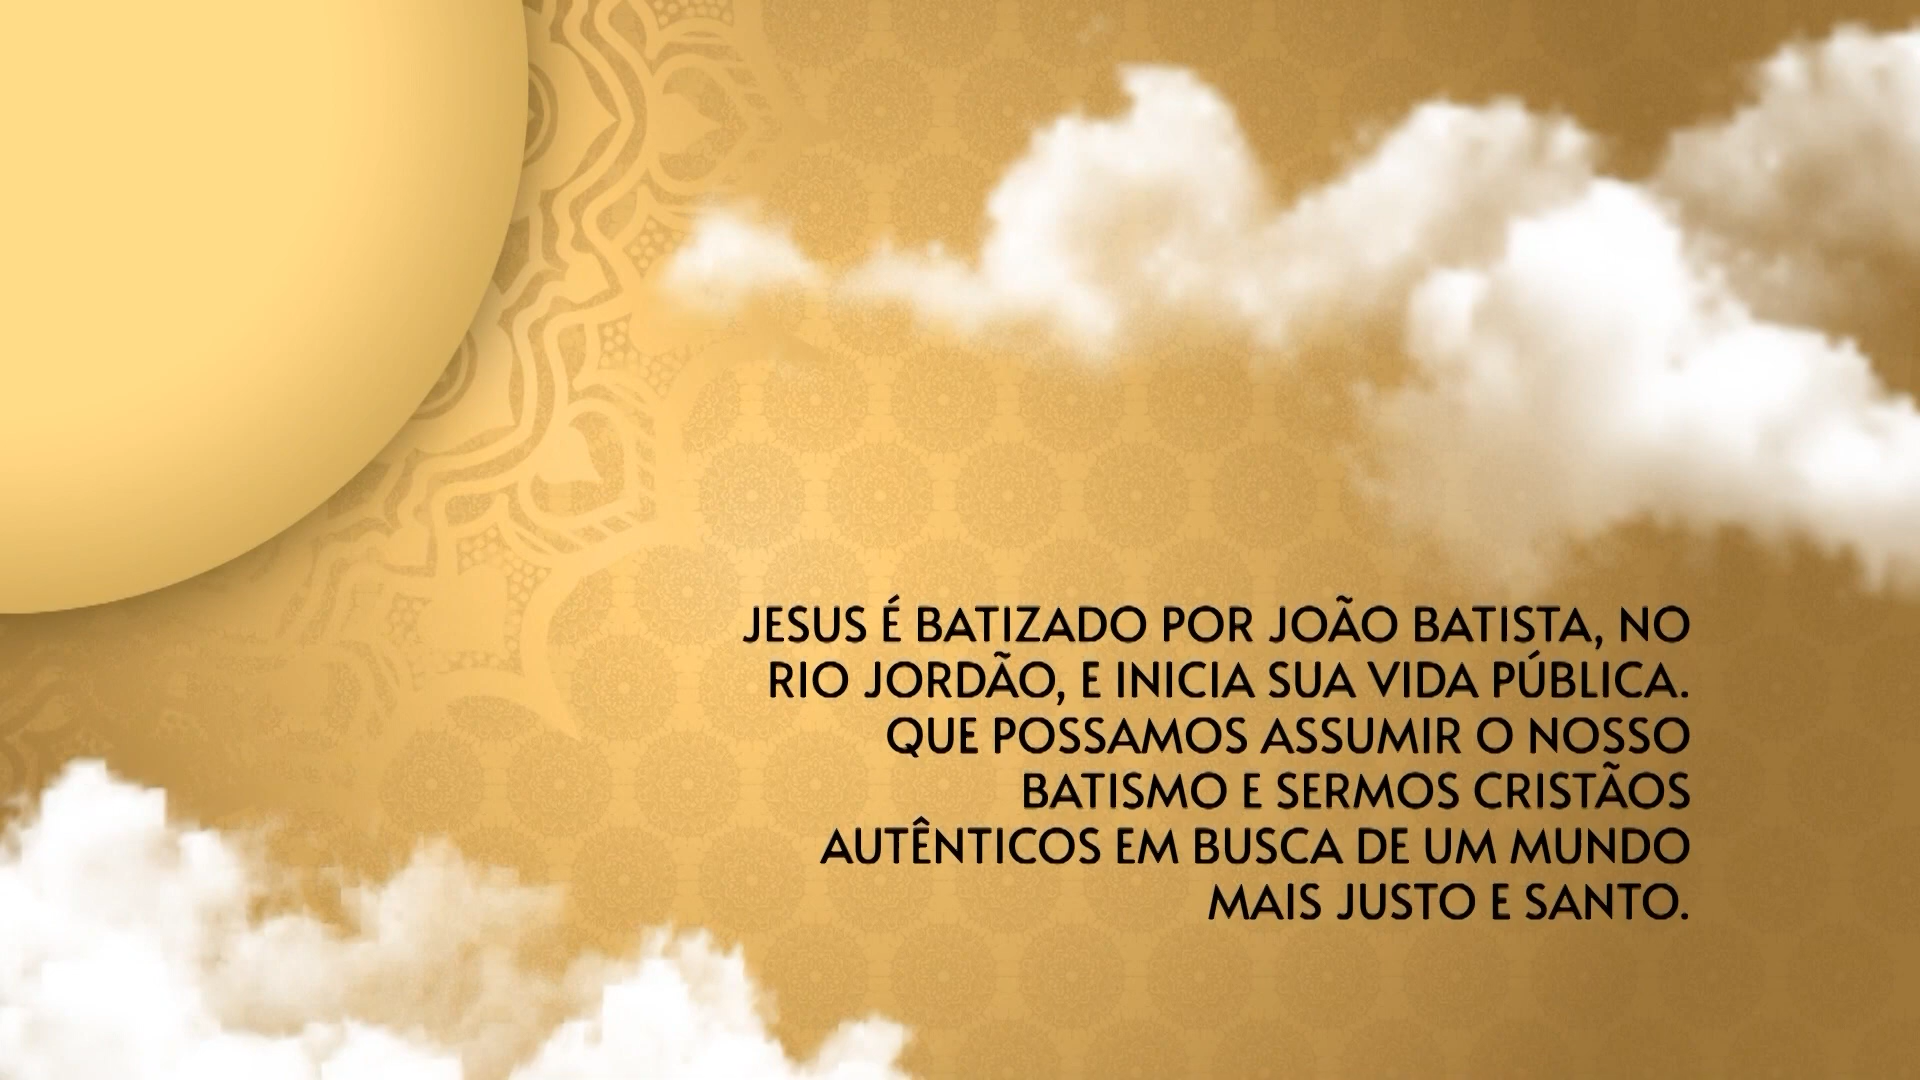 JESUS É BATIZADO POR JOÃO BATISTA, NO
RIO JORDÃO, E INICIA SUA VIDA PÚBLICA.
QUE POSSAMOS ASSUMIR O NOSSO
BATISMO E SERMOS CRISTÃOS
AUTÊNTICOS EM BUSCA DE UM MUNDO
MAIS JUSTO E SANTO.